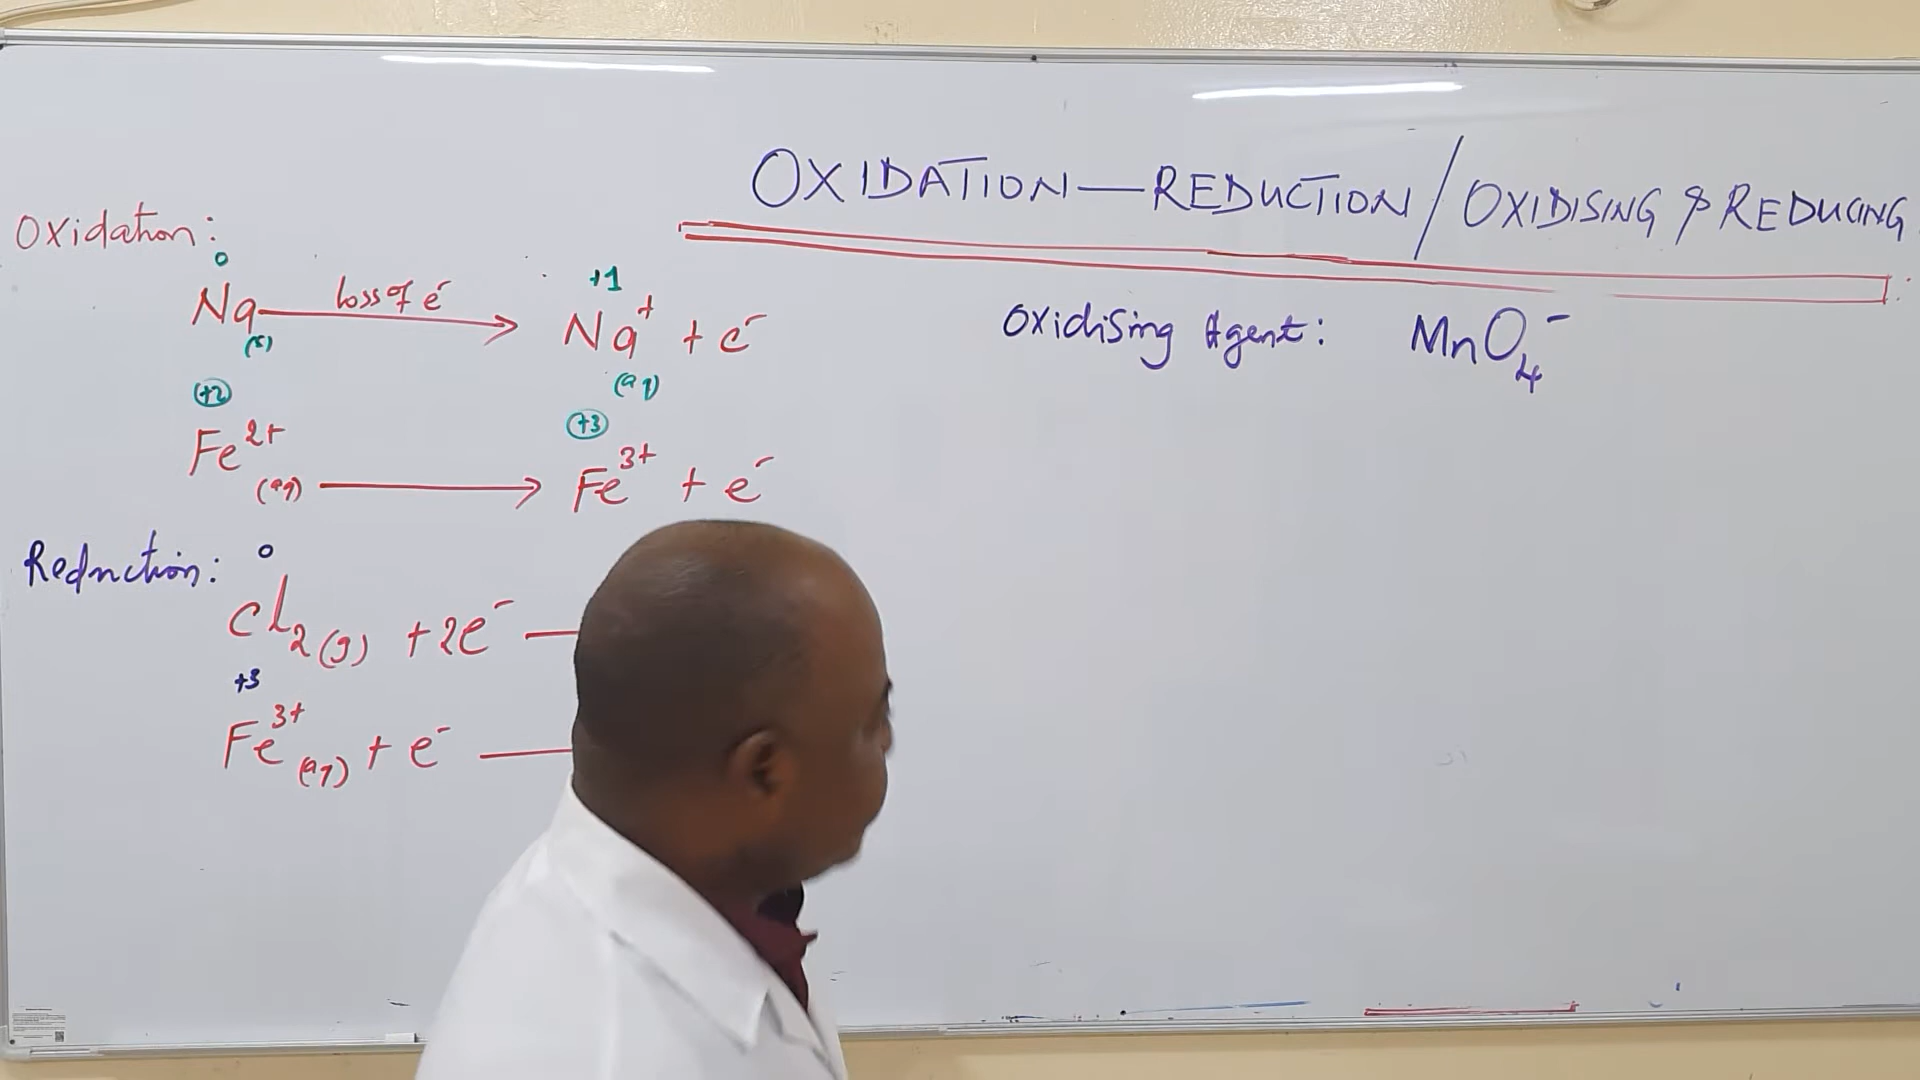 OXIDATION—REDUCTION/OXIDISING & REDUCING
Oxidation:
0 +1
Na(s) loss of e⁻ → Na⁺(aq) + e⁻
+2 +3
Fe²⁺(aq) → Fe³⁺ + e⁻
Reduction:
0
Cl₂(g) + 2e⁻ —
+3
Fe³⁺(aq) + e⁻ —
Oxidising Agent: MnO₄⁻